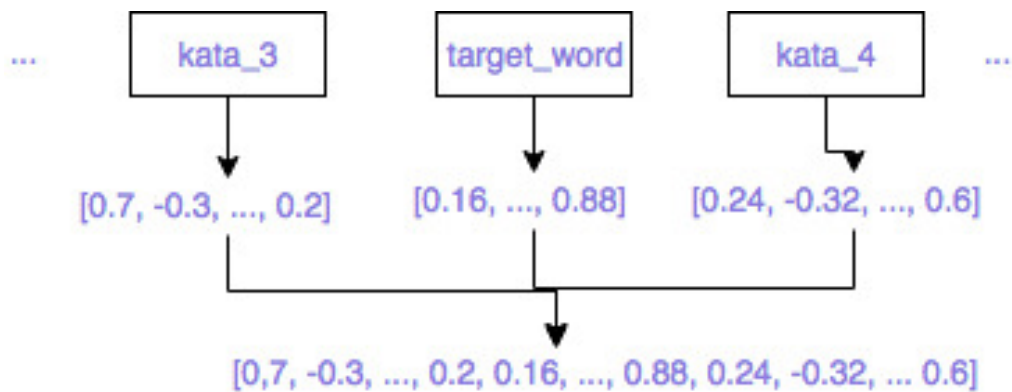 ... kata_3 target_word kata_4 ...
[0.7, -0.3, ..., 0.2] [0.16, ..., 0.88] [0.24, -0.32, ..., 0.6]
[0,7, -0.3, ..., 0.2, 0.16, ..., 0.88, 0.24, -0.32, ... 0.6]